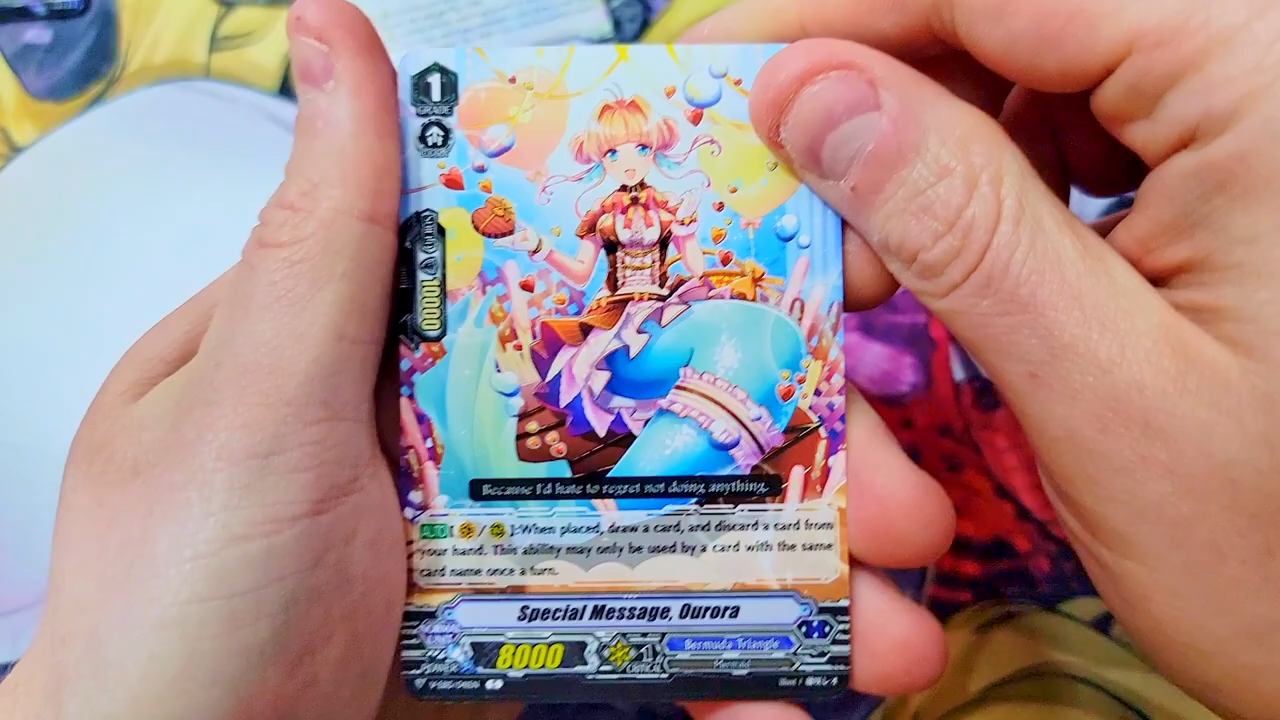 1
GRADE
10000
Because I'd hate to regret not doing anything.
AUTO [ / ]:When placed, draw a card, and discard a card from
your hand. This ability may only be used by a card with the same
card name once a turn.
Special Message, Ourora
POWER 8000
1
CRITICAL
Bermuda Triangle
Mermaid